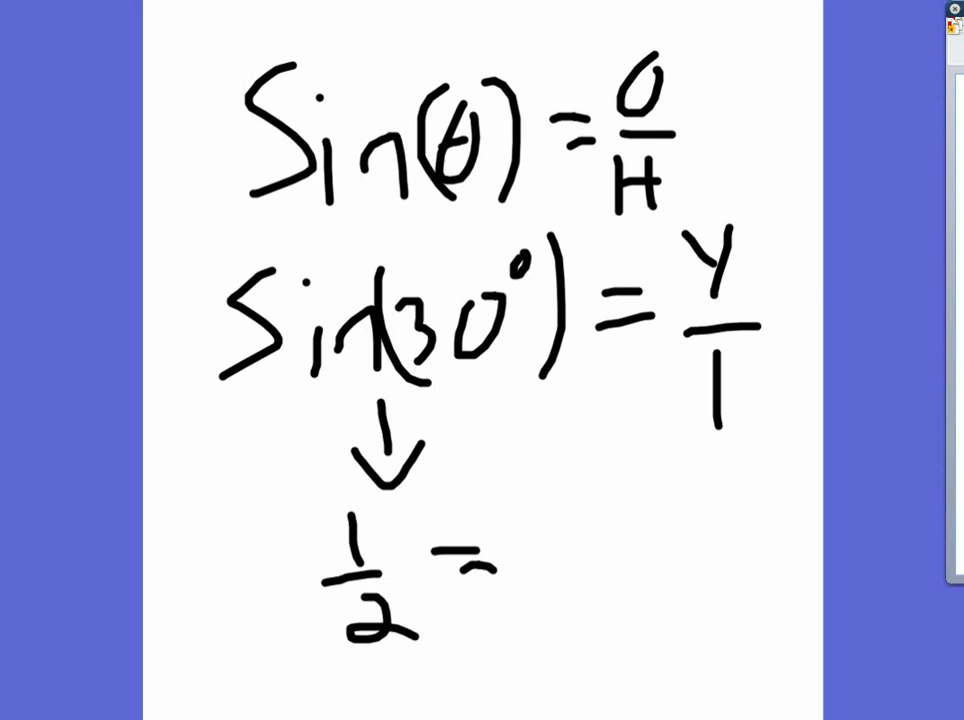 Sin(θ) = O/H
Sin(30°) = Y/1
↓
1/2 =